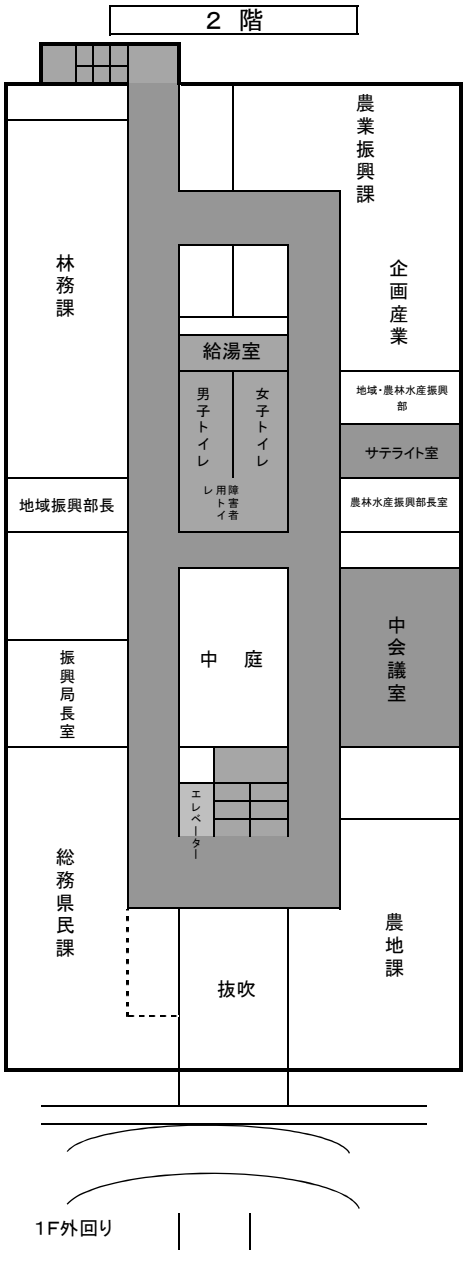 2 階
農業振興課
林務課
企画産業
給湯室
男子トイレ
女子トイレ
地域・農林水産振興
部
サテライト室
障害者
用トイ
レ
地域振興部長
農林水産振興部長室
中 庭
中会議室
振興局長室
エレベーター
総務県民課
農地課
抜吹
1F外回り